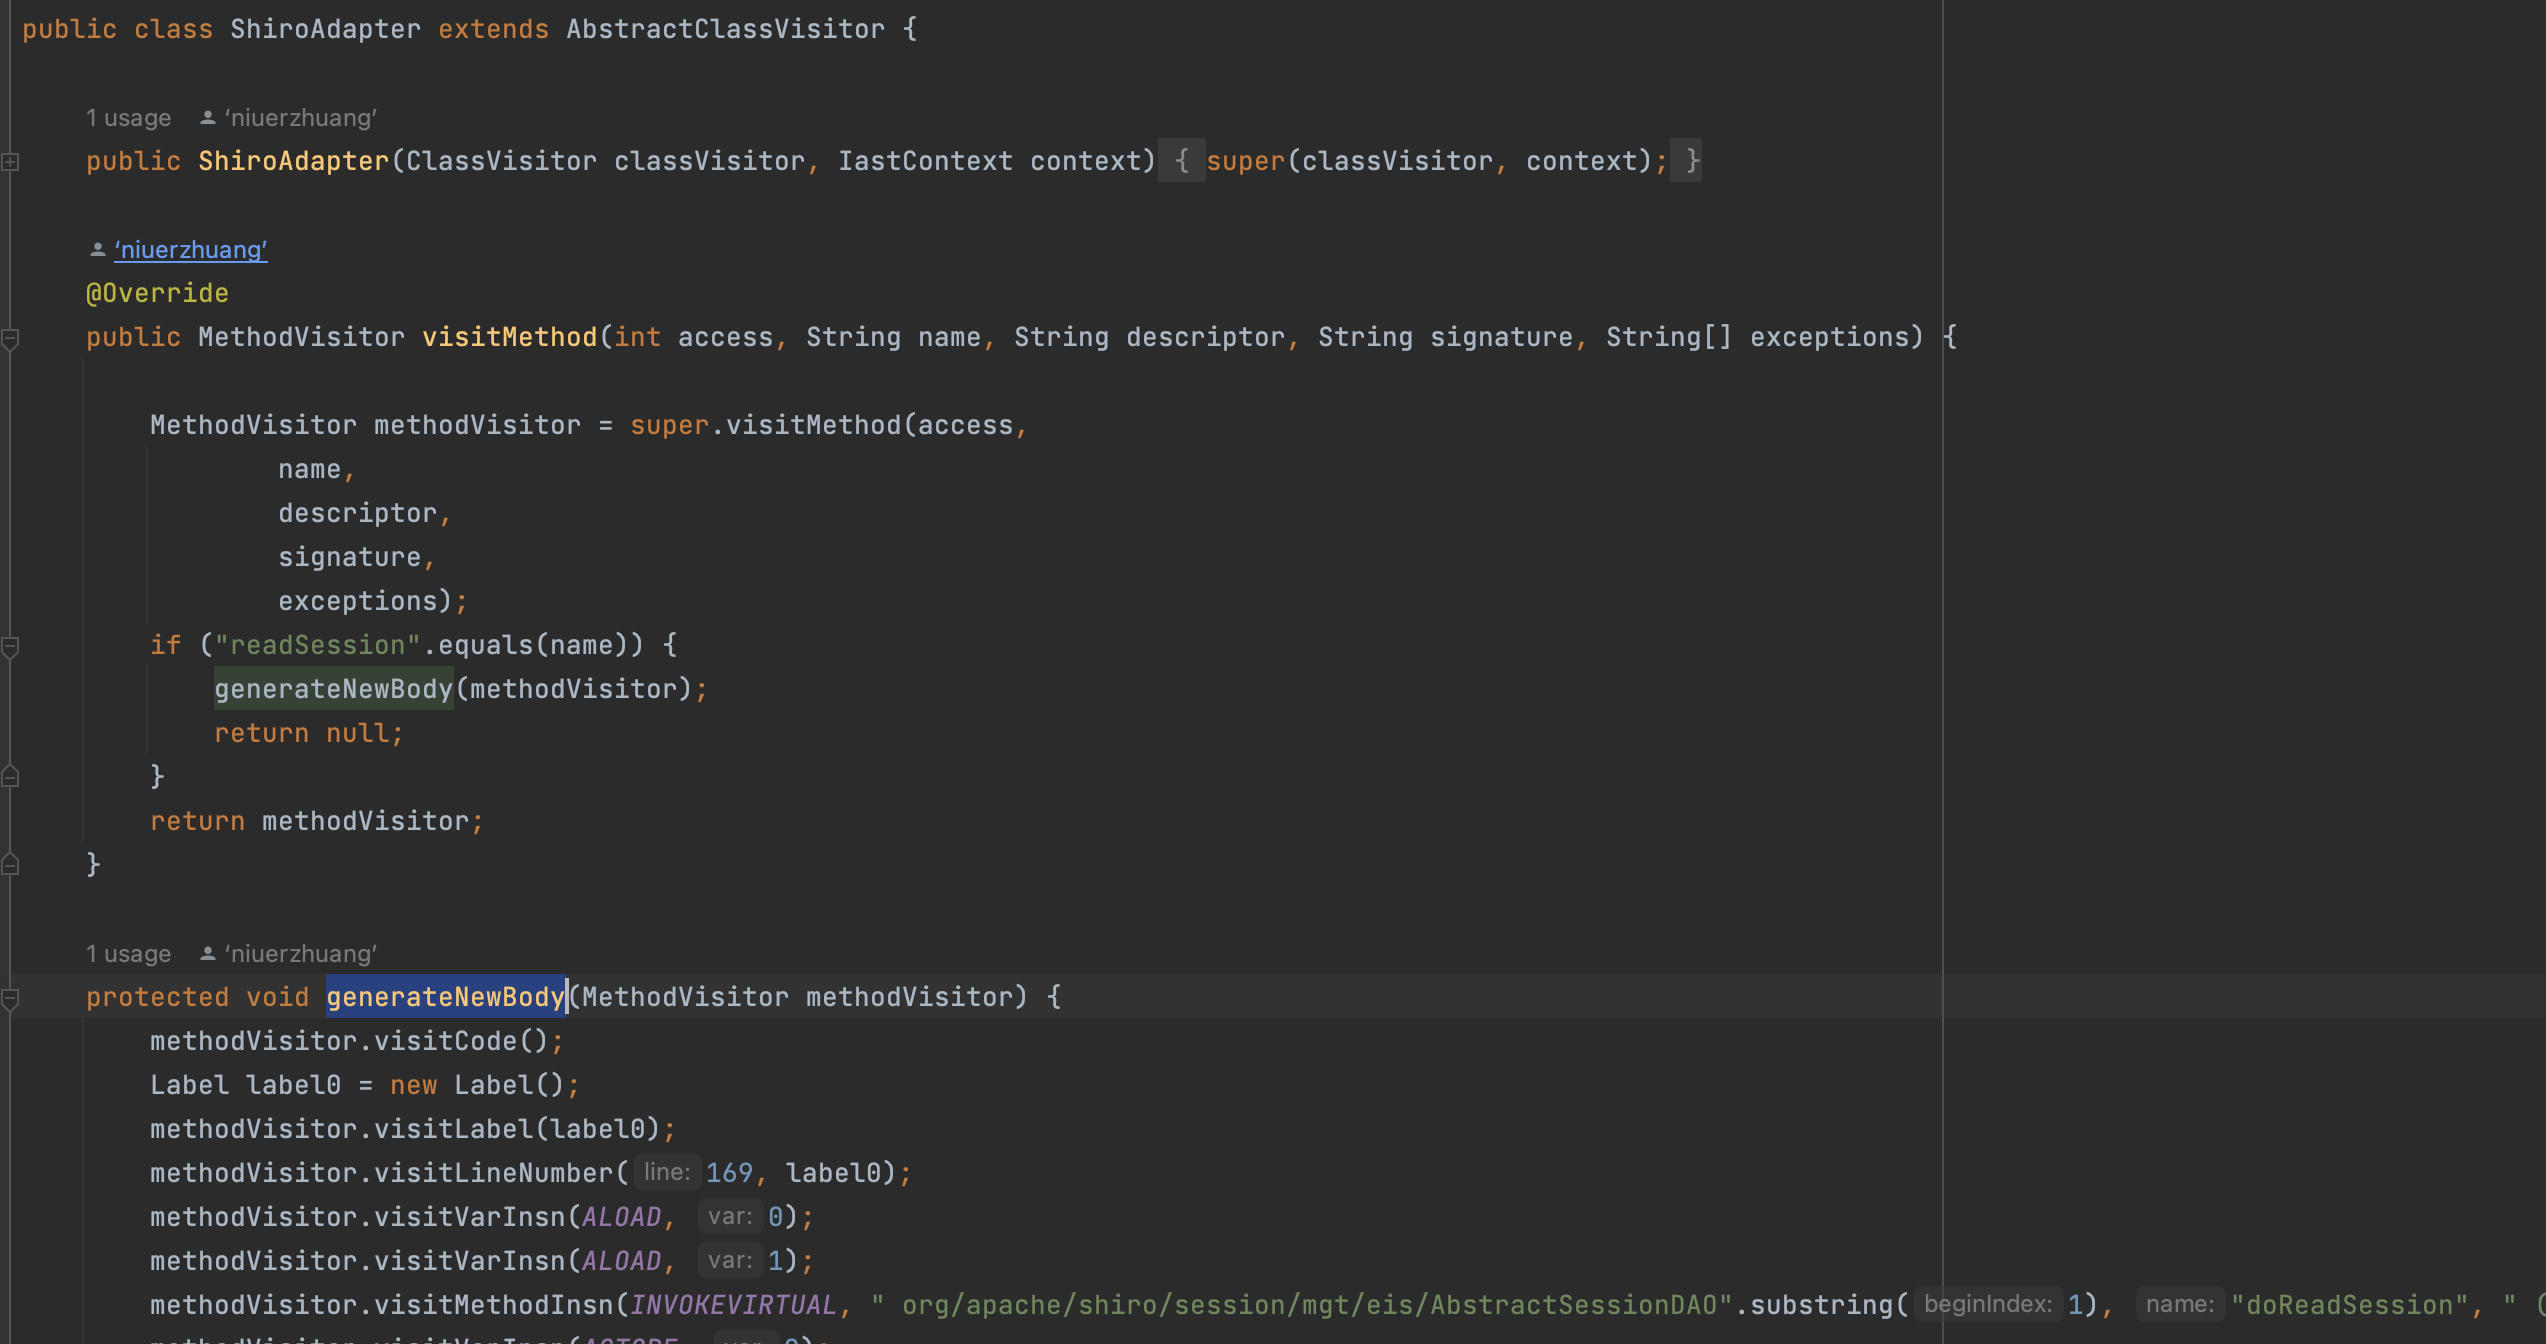 public class ShiroAdapter extends AbstractClassVisitor {
1 usage ‘niuerzhuang’
public ShiroAdapter(ClassVisitor classVisitor, IastContext context) { super(classVisitor, context); }
‘niuerzhuang’
@Override
public MethodVisitor visitMethod(int access, String name, String descriptor, String signature, String[] exceptions) {
MethodVisitor methodVisitor = super.visitMethod(access,
name,
descriptor,
signature,
exceptions);
if ("readSession".equals(name)) {
generateNewBody(methodVisitor);
return null;
}
return methodVisitor;
}
1 usage ‘niuerzhuang’
protected void generateNewBody(MethodVisitor methodVisitor) {
methodVisitor.visitCode();
Label label0 = new Label();
methodVisitor.visitLabel(label0);
methodVisitor.visitLineNumber( line: 169, label0);
methodVisitor.visitVarInsn(ALOAD, var: 0);
methodVisitor.visitVarInsn(ALOAD, var: 1);
methodVisitor.visitMethodInsn(INVOKEVIRTUAL, " org/apache/shiro/session/mgt/eis/AbstractSessionDAO".substring( beginIndex: 1), name: "doReadSession", "